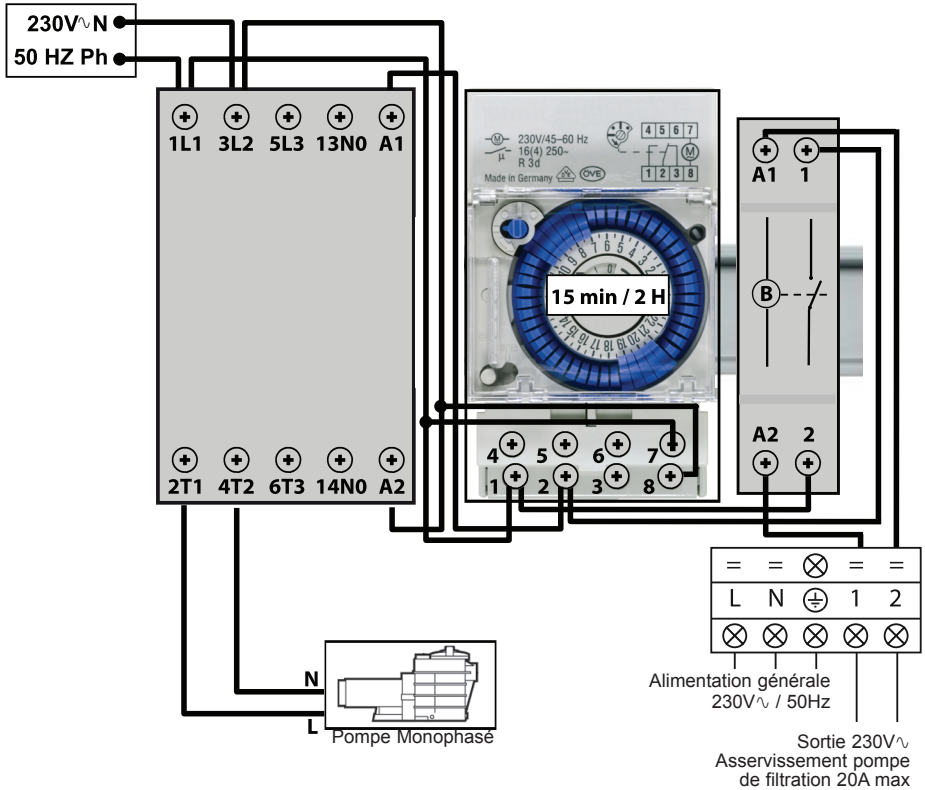 230V∿ N
50 HZ Ph
1L1 3L2 5L3 13N0 A1
2T1 4T2 6T3 14N0 A2
N
L
Pompe Monophasé
230V/45–60 Hz
16(4) 250~
R 3d
Made in Germany
ÖVE
4 5 6 7
M
1 2 3 8
15 min / 2 H
4 5 6 7
1 2 3 8
A1 1
B
A2 2
= = = =
L N 1 2
Alimentation générale
230V∿ / 50Hz
Sortie 230V∿
Asservissement pompe
de filtration 20A max